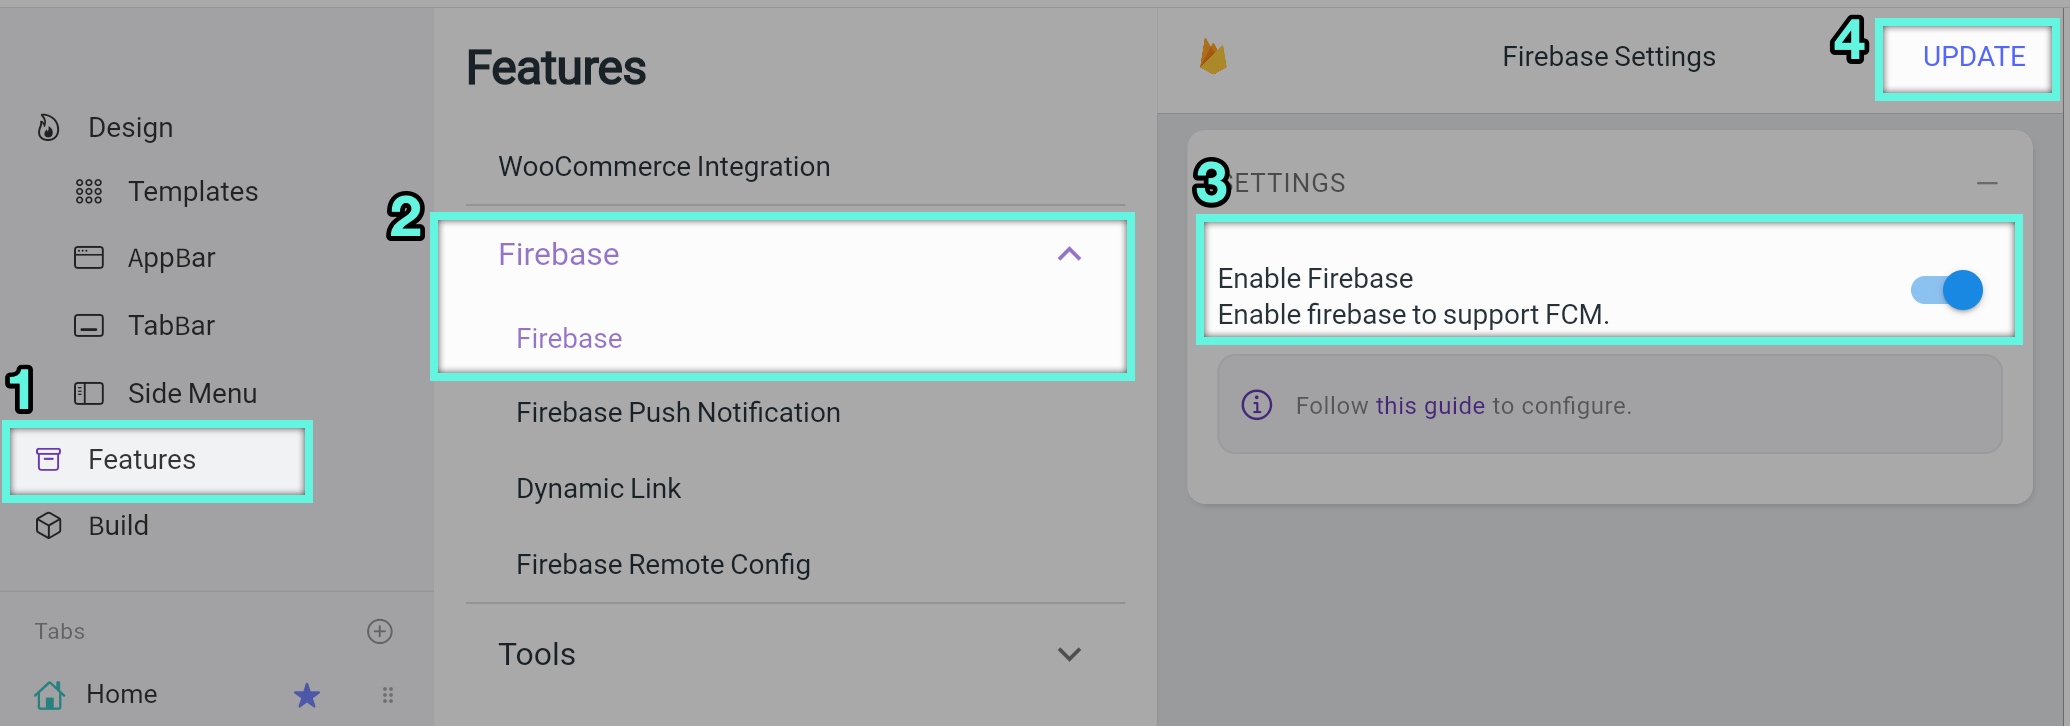 Design
Templates
AppBar
TabBar
1
Side Menu
Features
Build
Tabs
Home
Features
WooCommerce Integration
2
Firebase
Firebase
Firebase Push Notification
Dynamic Link
Firebase Remote Config
Tools
Firebase Settings
4
UPDATE
3
ETTINGS
Enable Firebase
Enable firebase to support FCM.
Follow this guide to configure.